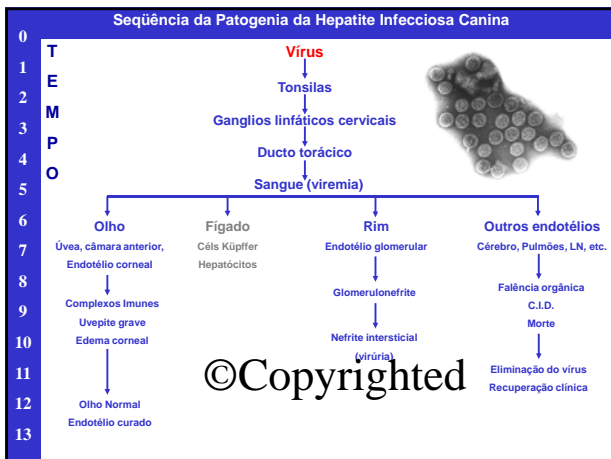 Seqüência da Patogenia da Hepatite Infecciosa Canina
0
1
2
3
4
5
6
7
8
9
10
11
12
13
T
E
M
P
O
Vírus
Tonsilas
Ganglios linfáticos cervicais
Ducto torácico
Sangue (viremia)
Olho
Úvea, câmara anterior,
Endotélio corneal
Complexos Imunes
Uvepite grave
Edema corneal
Olho Normal
Endotélio curado
Fígado
Céls Küpffer
Hepatócitos
Rim
Endotélio glomerular
Glomerulonefrite
Nefrite intersticial
(virúria)
Outros endotélios
Cérebro, Pulmões, LN, etc.
Falência orgânica
C.I.D.
Morte
Eliminação do vírus
Recuperação clínica
©Copyrighted